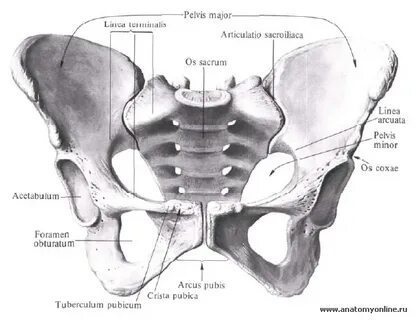 Pelvis major
Linea terminalis
Articulatio sacroiliaca
Os sacrum
Linea
arcuata
Pelvis
minor
Os coxae
Acetabulum
Foramen
obturatum
Arcus pubis
Crista pubica
Tuberculum pubicum
www.anatomyonline.ru